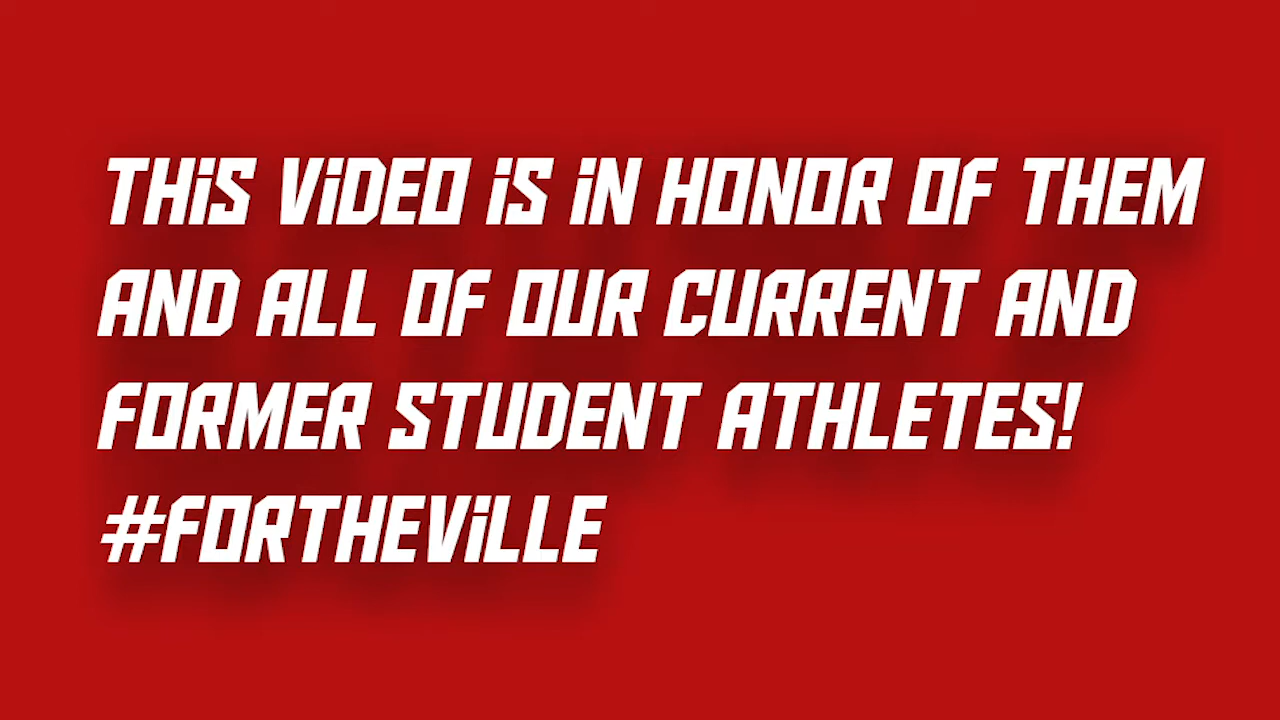 THiS ViDEO iS iN HONOR OF THEM
AND ALL OF OUR CURRENT AND
FORMER STUDENT ATHLETES!
#FORTHEViLLE